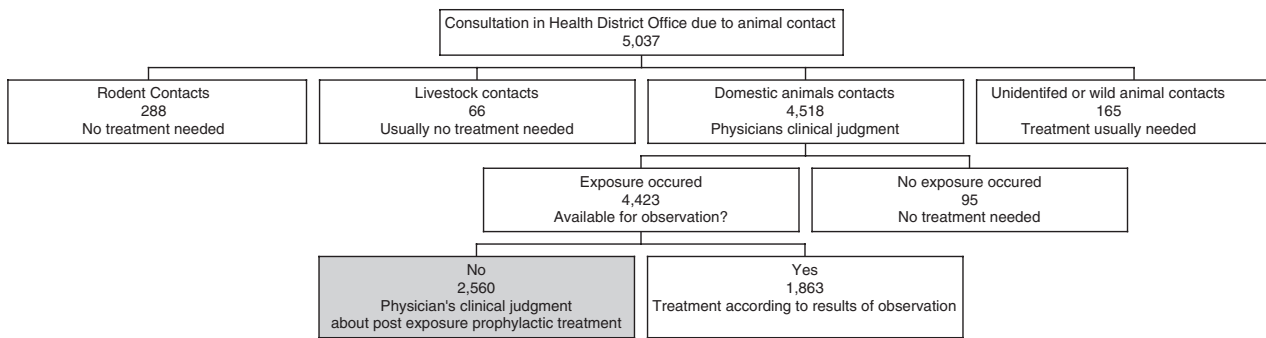 Consultation in Health District Office due to animal contact
5,037
Rodent Contacts
288
No treatment needed
Livestock contacts
66
Usually no treatment needed
Domestic animals contacts
4,518
Physicians clinical judgment
Unidentifed or wild animal contacts
165
Treatment usually needed
Exposure occured
4,423
Available for observation?
No exposure occured
95
No treatment needed
No
2,560
Physician's clinical judgment
about post exposure prophylactic treatment
Yes
1,863
Treatment according to results of observation